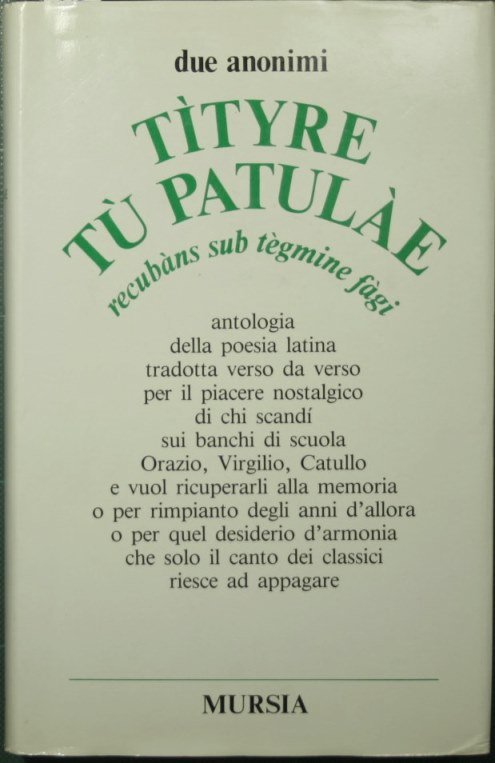 due anonimi
TÌTYRE
TÙ PATULÀE
recubàns sub tègmine fàgi
antologia
della poesia latina
tradotta verso da verso
per il piacere nostalgico
di chi scandí
sui banchi di scuola
Orazio, Virgilio, Catullo
e vuol ricuperarli alla memoria
o per rimpianto degli anni d'allora
o per quel desiderio d'armonia
che solo il canto dei classici
riesce ad appagare
MURSIA